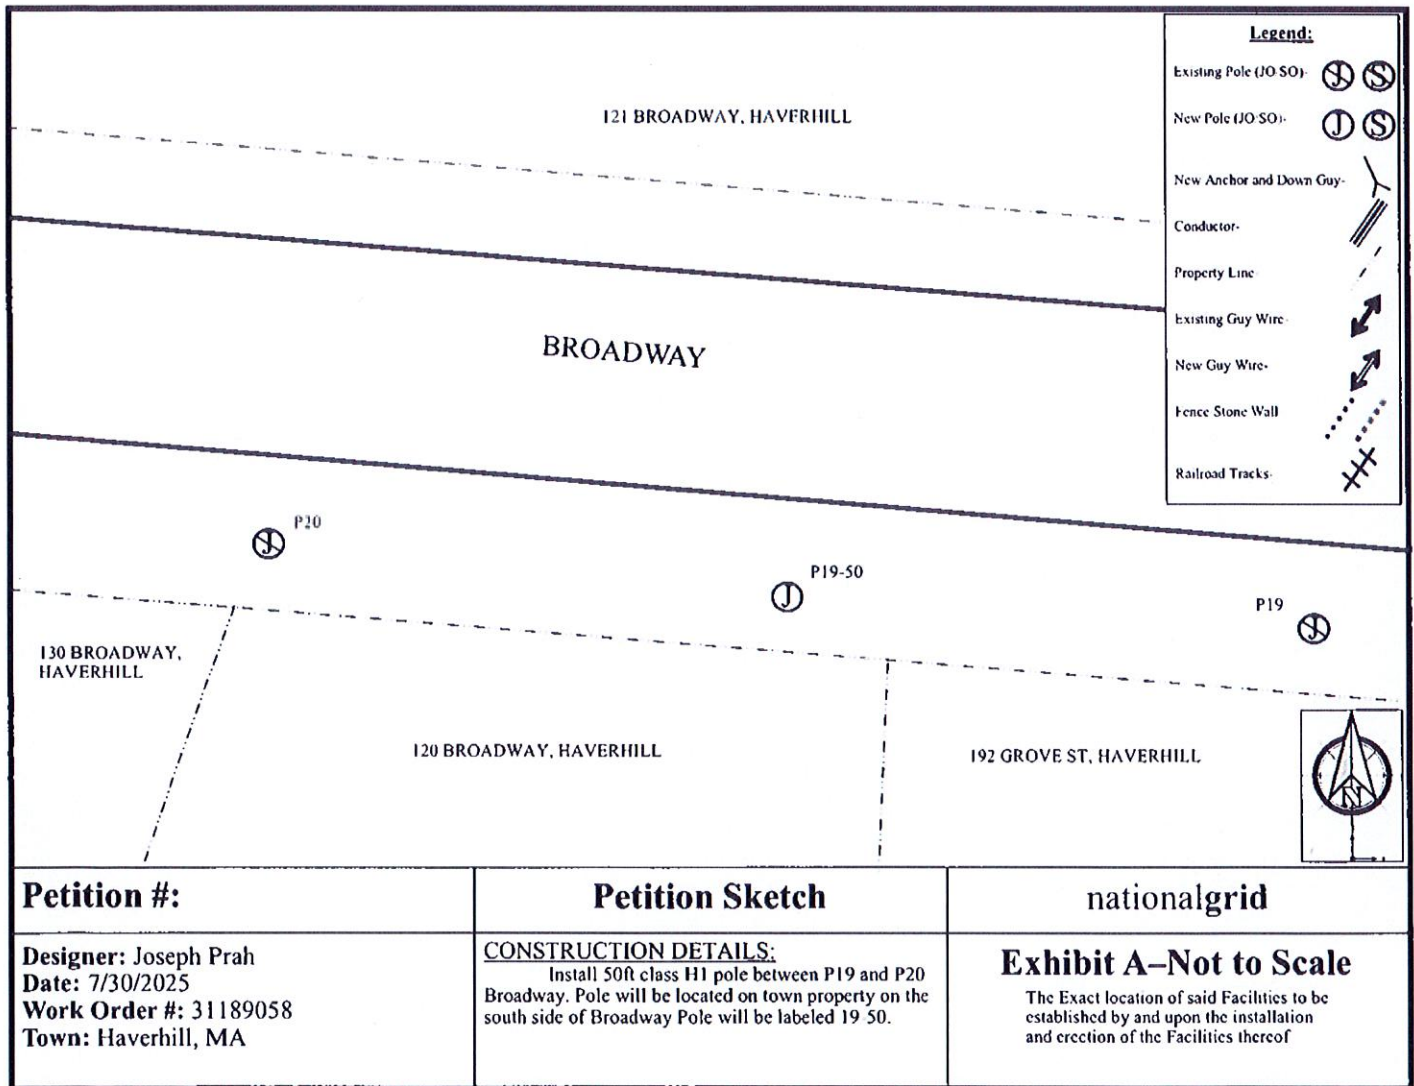 Legend:
Existing Pole (JO SO)-
New Pole (JO SO)-
New Anchor and Down Guy-
Conductor-
Property Line
Existing Guy Wire-
New Guy Wire-
Fence Stone Wall
Railroad Tracks-
J S
J S
121 BROADWAY, HAVERHILL
BROADWAY
P20
J
P19-50
J
P19
J
130 BROADWAY,
HAVERHILL
120 BROADWAY, HAVERHILL
192 GROVE ST, HAVERHILL
N
Petition #:
Petition Sketch
nationalgrid
Designer: Joseph Prah
Date: 7/30/2025
Work Order #: 31189058
Town: Haverhill, MA
CONSTRUCTION DETAILS:
Install 50ft class H1 pole between P19 and P20
Broadway. Pole will be located on town property on the
south side of Broadway Pole will be labeled 19 50.
Exhibit A–Not to Scale
The Exact location of said Facilities to be
established by and upon the installation
and erection of the Facilities thereof